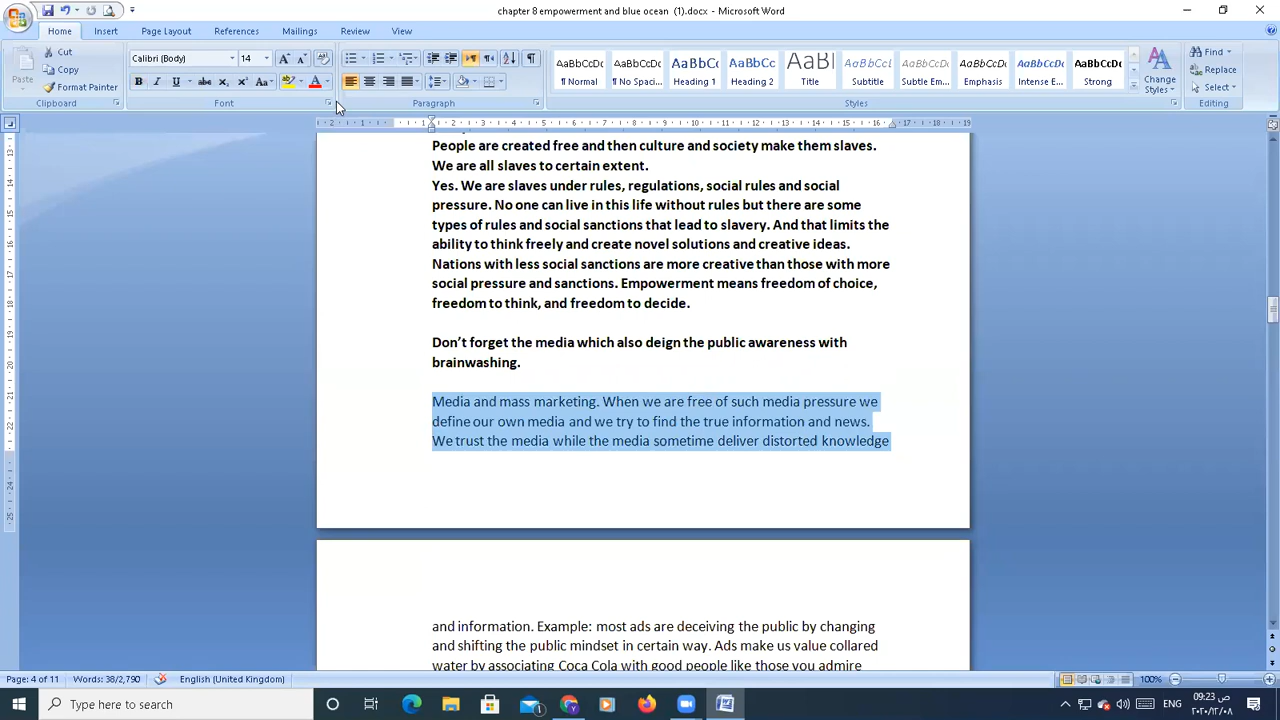 chapter 8 empowerment and blue ocean (1).docx - Microsoft Word
Home Insert Page Layout References Mailings Review View
Paste Cut Copy Format Painter Clipboard
Calibri (Body) 14 Font
Paragraph
AaBbCcDc ¶ Normal AaBbCcDc ¶ No Spaci... AaBbC Heading 1 AaBbCc Heading 2 AaBb Title AaBbCcL Subtitle AaBbCcDc Subtle Em... AaBbCcDc Emphasis AaBbCcDc Intense E... AaBbCcDc Strong Change Styles Styles
Find Replace Select Editing
People are created free and then culture and society make them slaves.
We are all slaves to certain extent.
Yes. We are slaves under rules, regulations, social rules and social
pressure. No one can live in this life without rules but there are some
types of rules and social sanctions that lead to slavery. And that limits the
ability to think freely and create novel solutions and creative ideas.
Nations with less social sanctions are more creative than those with more
social pressure and sanctions. Empowerment means freedom of choice,
freedom to think, and freedom to decide.
Don’t forget the media which also deign the public awareness with
brainwashing.
Media and mass marketing. When we are free of such media pressure we
define our own media and we try to find the true information and news.
We trust the media while the media sometime deliver distorted knowledge
and information. Example: most ads are deceiving the public by changing
and shifting the public mindset in certain way. Ads make us value collared
water by associating Coca Cola with good people like those you admire
Page: 4 of 11 Words: 38/2,790 English (United Kingdom) 100%
Type here to search
ENG 09:23 ص
٢٠٢٠/١٢/٠٨